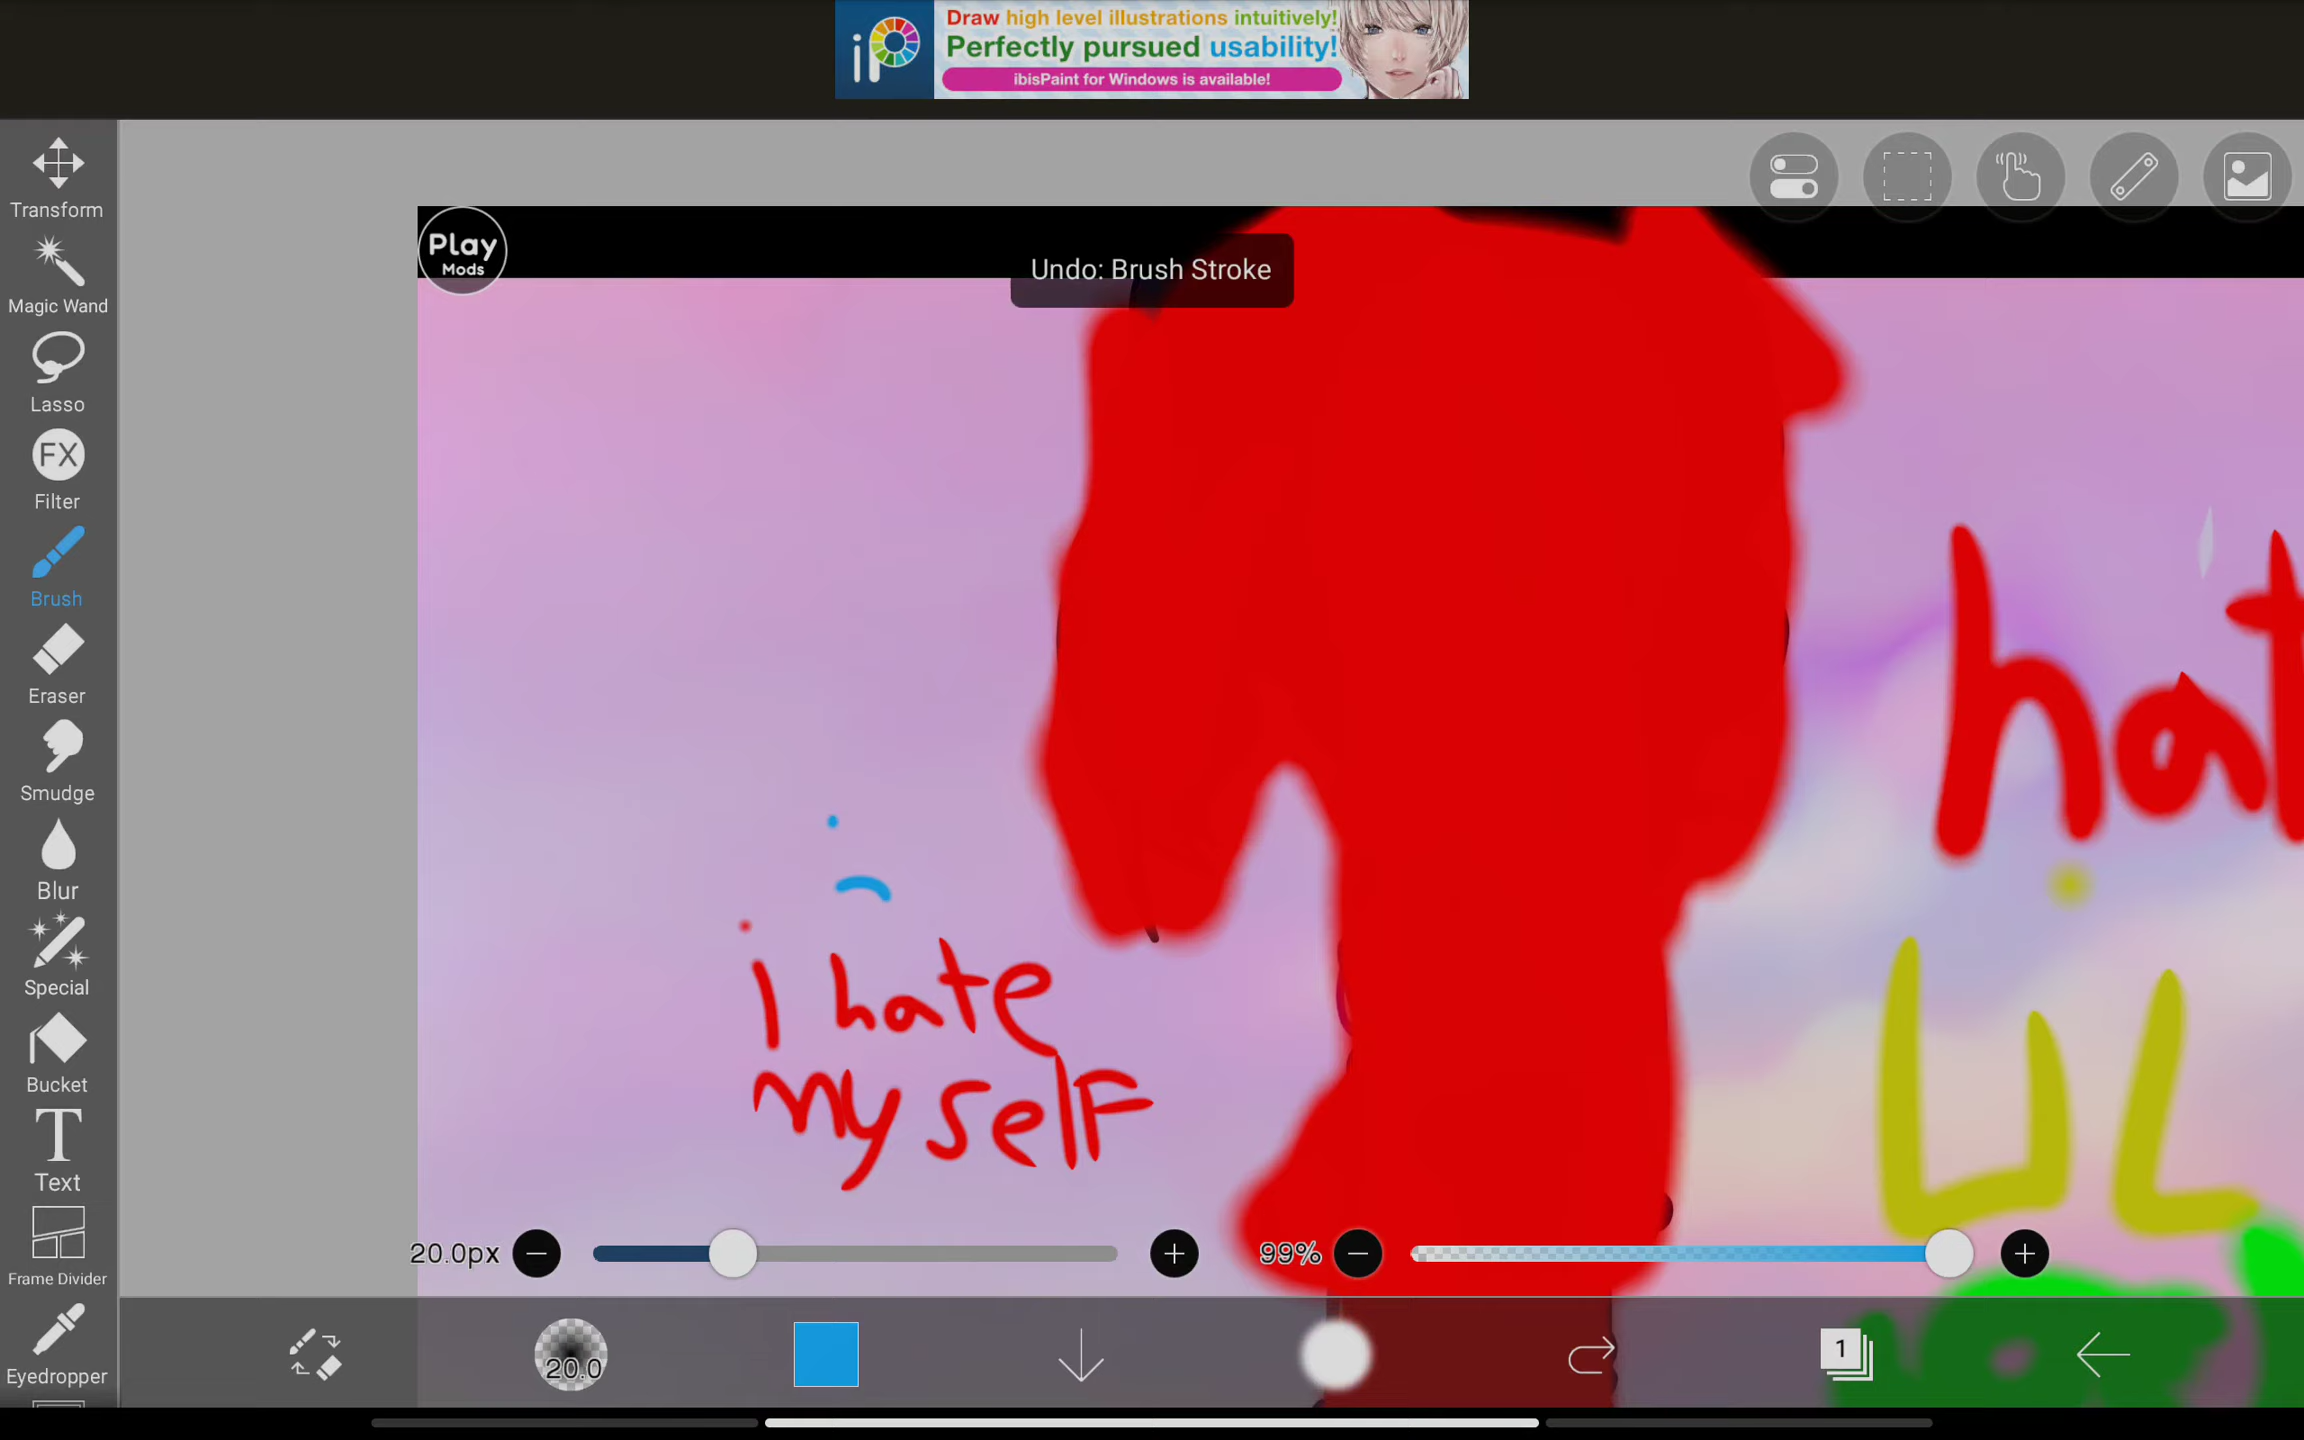 Draw high level illustrations intuitively!
iP
Perfectly pursued usability!
ibisPaint for Windows is available!
Transform
Play
Mods
Undo: Brush Stroke
Magic Wand
Lasso
FX
Filter
Brush
hat
Eraser
Smudge
Blur
i hate
my self
Special
Bucket
T
Text
20.0px
99%
Frame Divider
20.0
1
Eyedropper